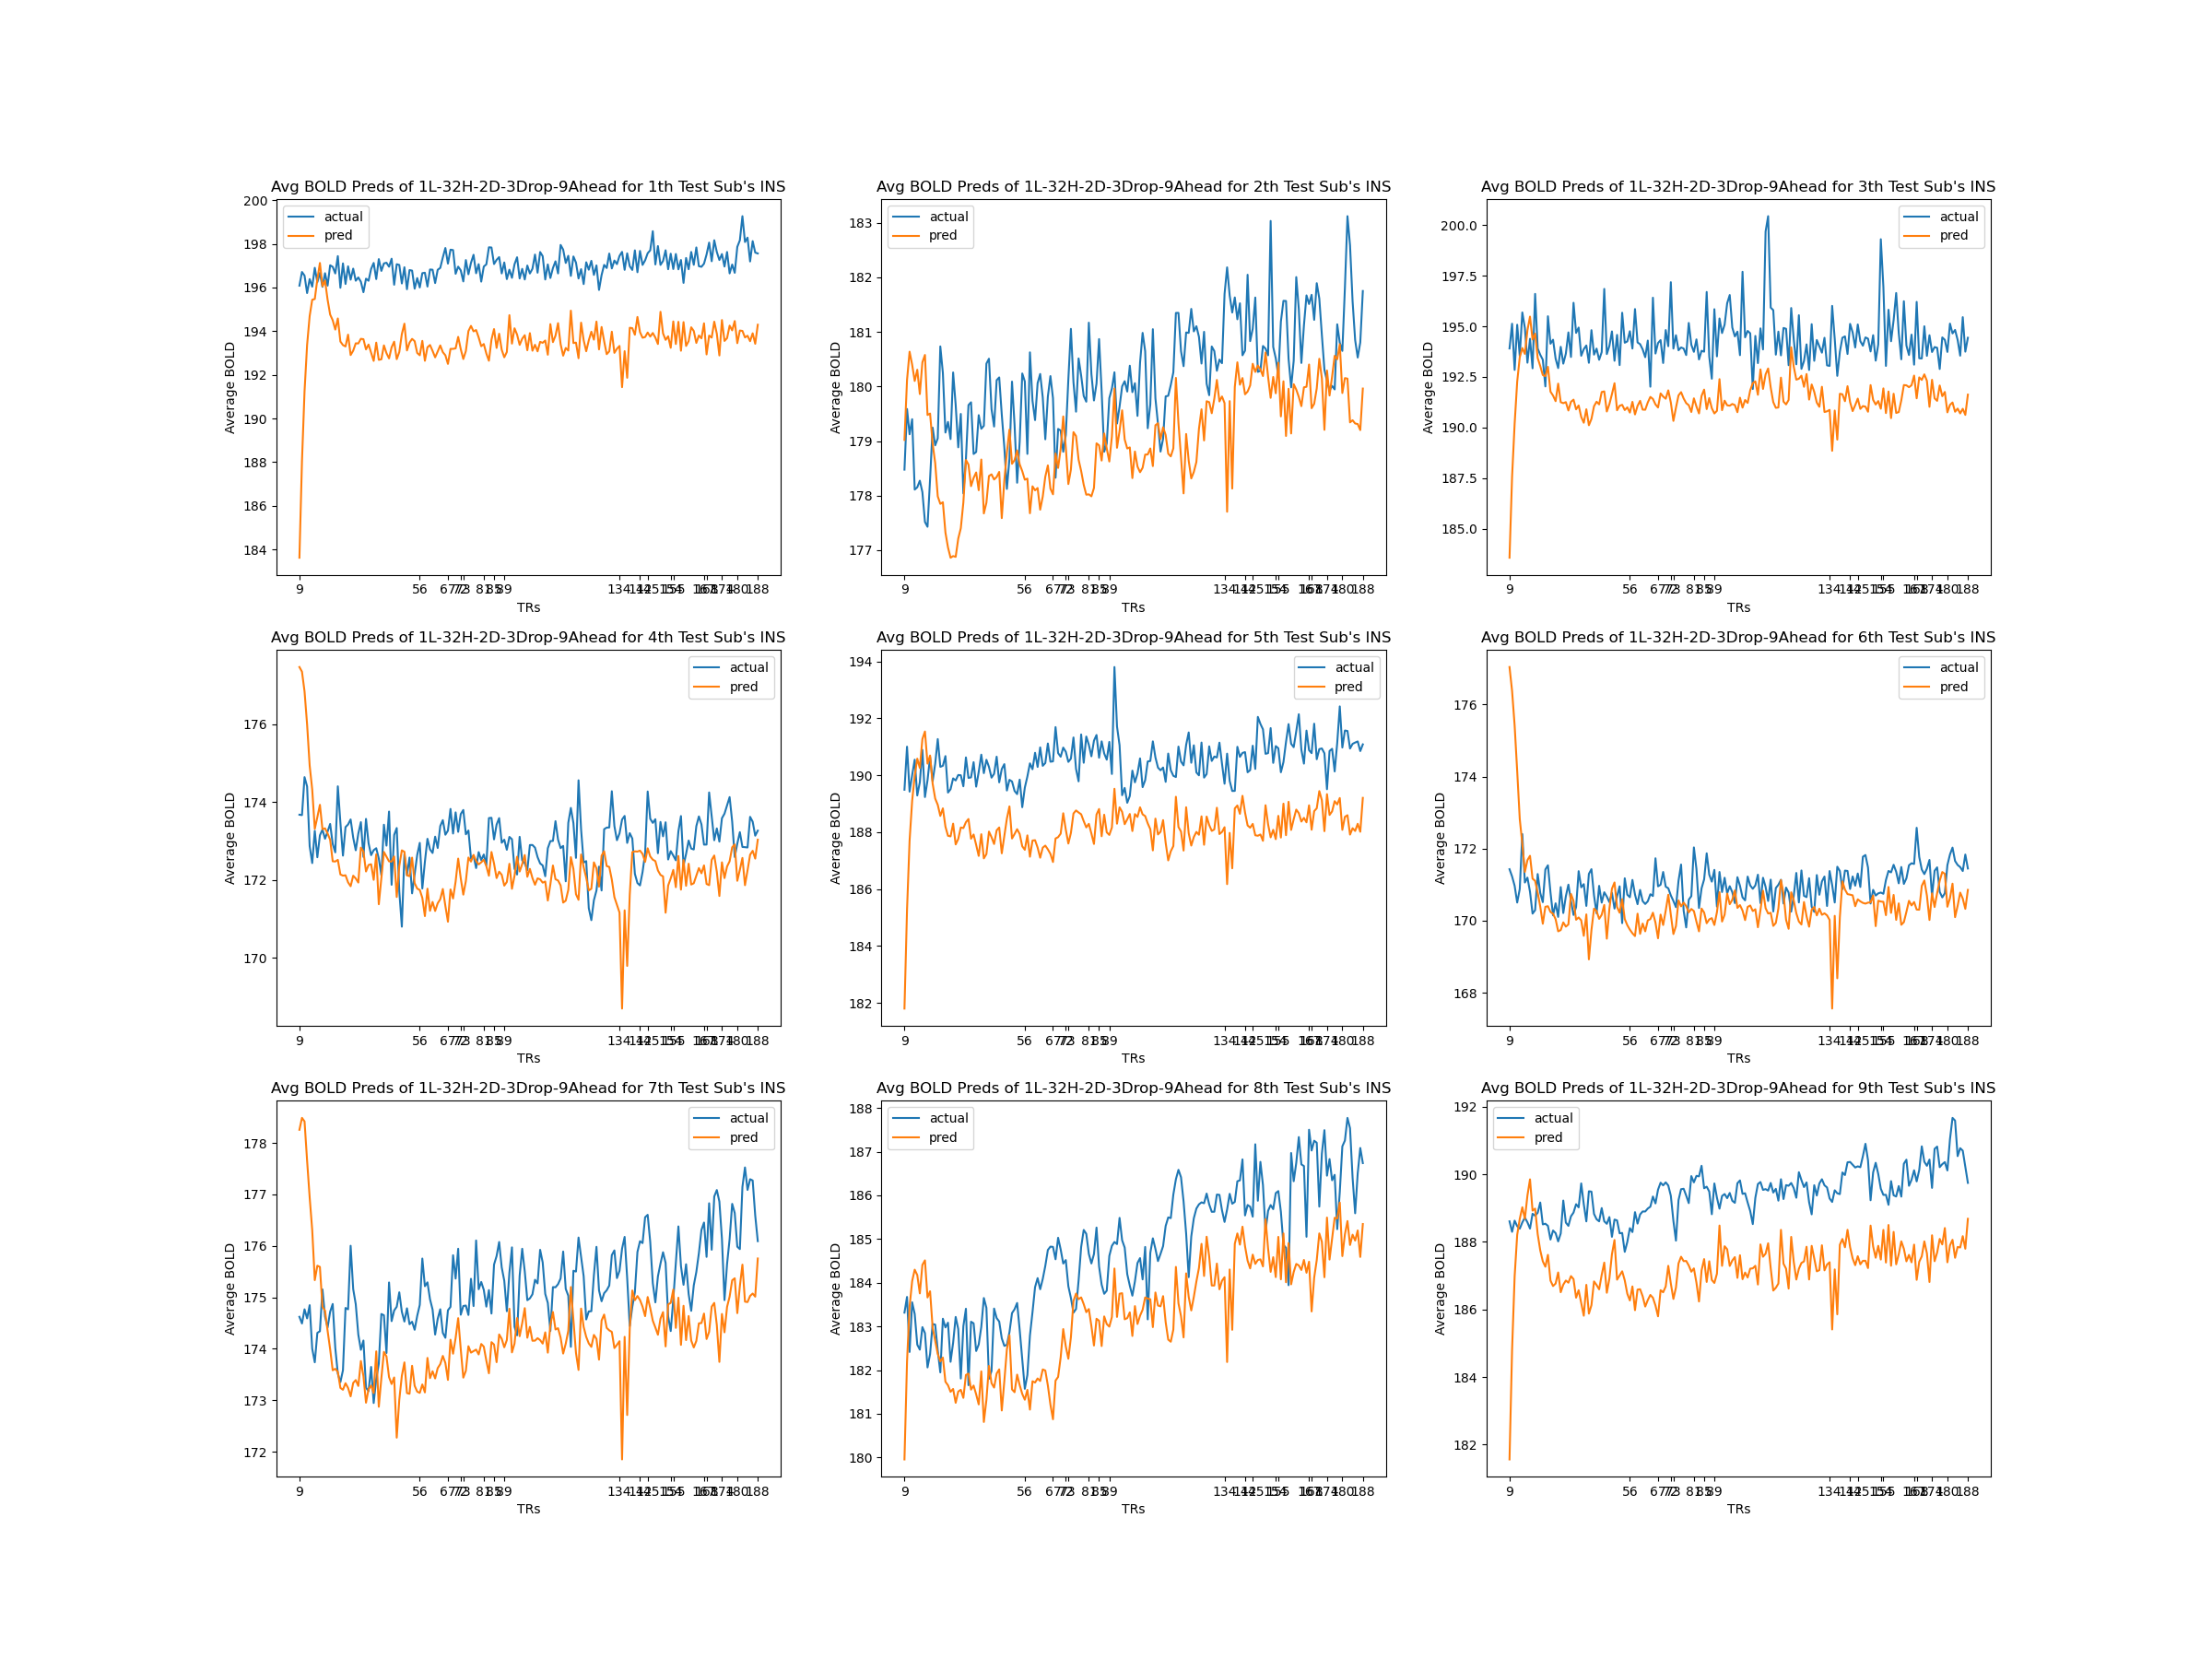 Avg BOLD Preds of 1L-32H-2D-3Drop-9Ahead for 1th Test Sub's INS
Avg BOLD Preds of 1L-32H-2D-3Drop-9Ahead for 2th Test Sub's INS
Avg BOLD Preds of 1L-32H-2D-3Drop-9Ahead for 3th Test Sub's INS
actual
pred
200
198
196
194
192
190
188
186
184
Average BOLD
9 56 134 188
TRs
actual
pred
183
182
181
180
179
178
177
Average BOLD
9 56 134 188
TRs
actual
pred
200.0
197.5
195.0
192.5
190.0
187.5
185.0
Average BOLD
9 56 134 188
TRs
Avg BOLD Preds of 1L-32H-2D-3Drop-9Ahead for 4th Test Sub's INS
Avg BOLD Preds of 1L-32H-2D-3Drop-9Ahead for 5th Test Sub's INS
Avg BOLD Preds of 1L-32H-2D-3Drop-9Ahead for 6th Test Sub's INS
actual
pred
176
174
172
170
Average BOLD
9 56 134 188
TRs
actual
pred
194
192
190
188
186
184
182
Average BOLD
9 56 134 188
TRs
actual
pred
176
174
172
170
168
Average BOLD
9 56 134 188
TRs
Avg BOLD Preds of 1L-32H-2D-3Drop-9Ahead for 7th Test Sub's INS
Avg BOLD Preds of 1L-32H-2D-3Drop-9Ahead for 8th Test Sub's INS
Avg BOLD Preds of 1L-32H-2D-3Drop-9Ahead for 9th Test Sub's INS
actual
pred
178
177
176
175
174
173
172
Average BOLD
9 56 134 188
TRs
actual
pred
188
187
186
185
184
183
182
181
180
Average BOLD
9 56 134 188
TRs
actual
pred
192
190
188
186
184
182
Average BOLD
9 56 134 188
TRs